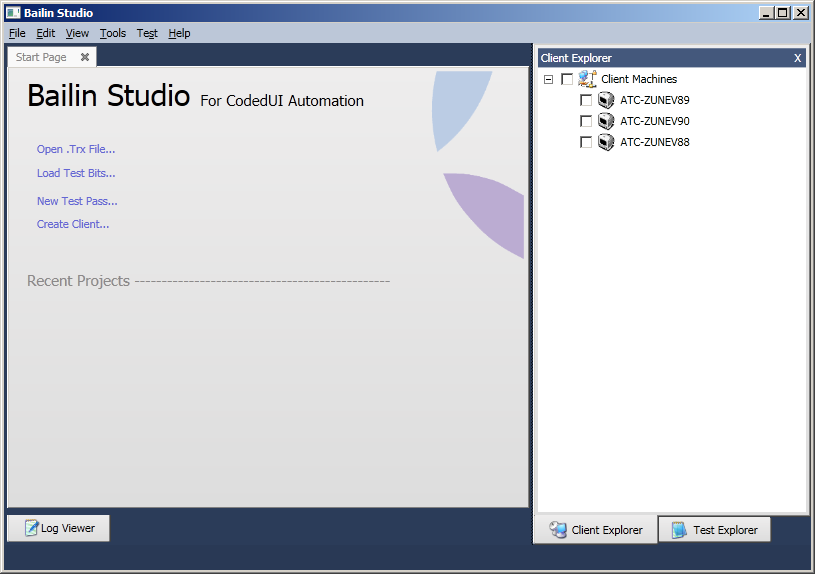 Bailin Studio
File Edit View Tools Test Help
Start Page
Bailin Studio For CodedUI Automation
Open .Trx File...
Load Test Bits...
New Test Pass...
Create Client...
Recent Projects -----------------------------------------------
Log Viewer
Client Explorer X
Client Machines
ATC-ZUNEV89
ATC-ZUNEV90
ATC-ZUNEV88
Client Explorer Test Explorer